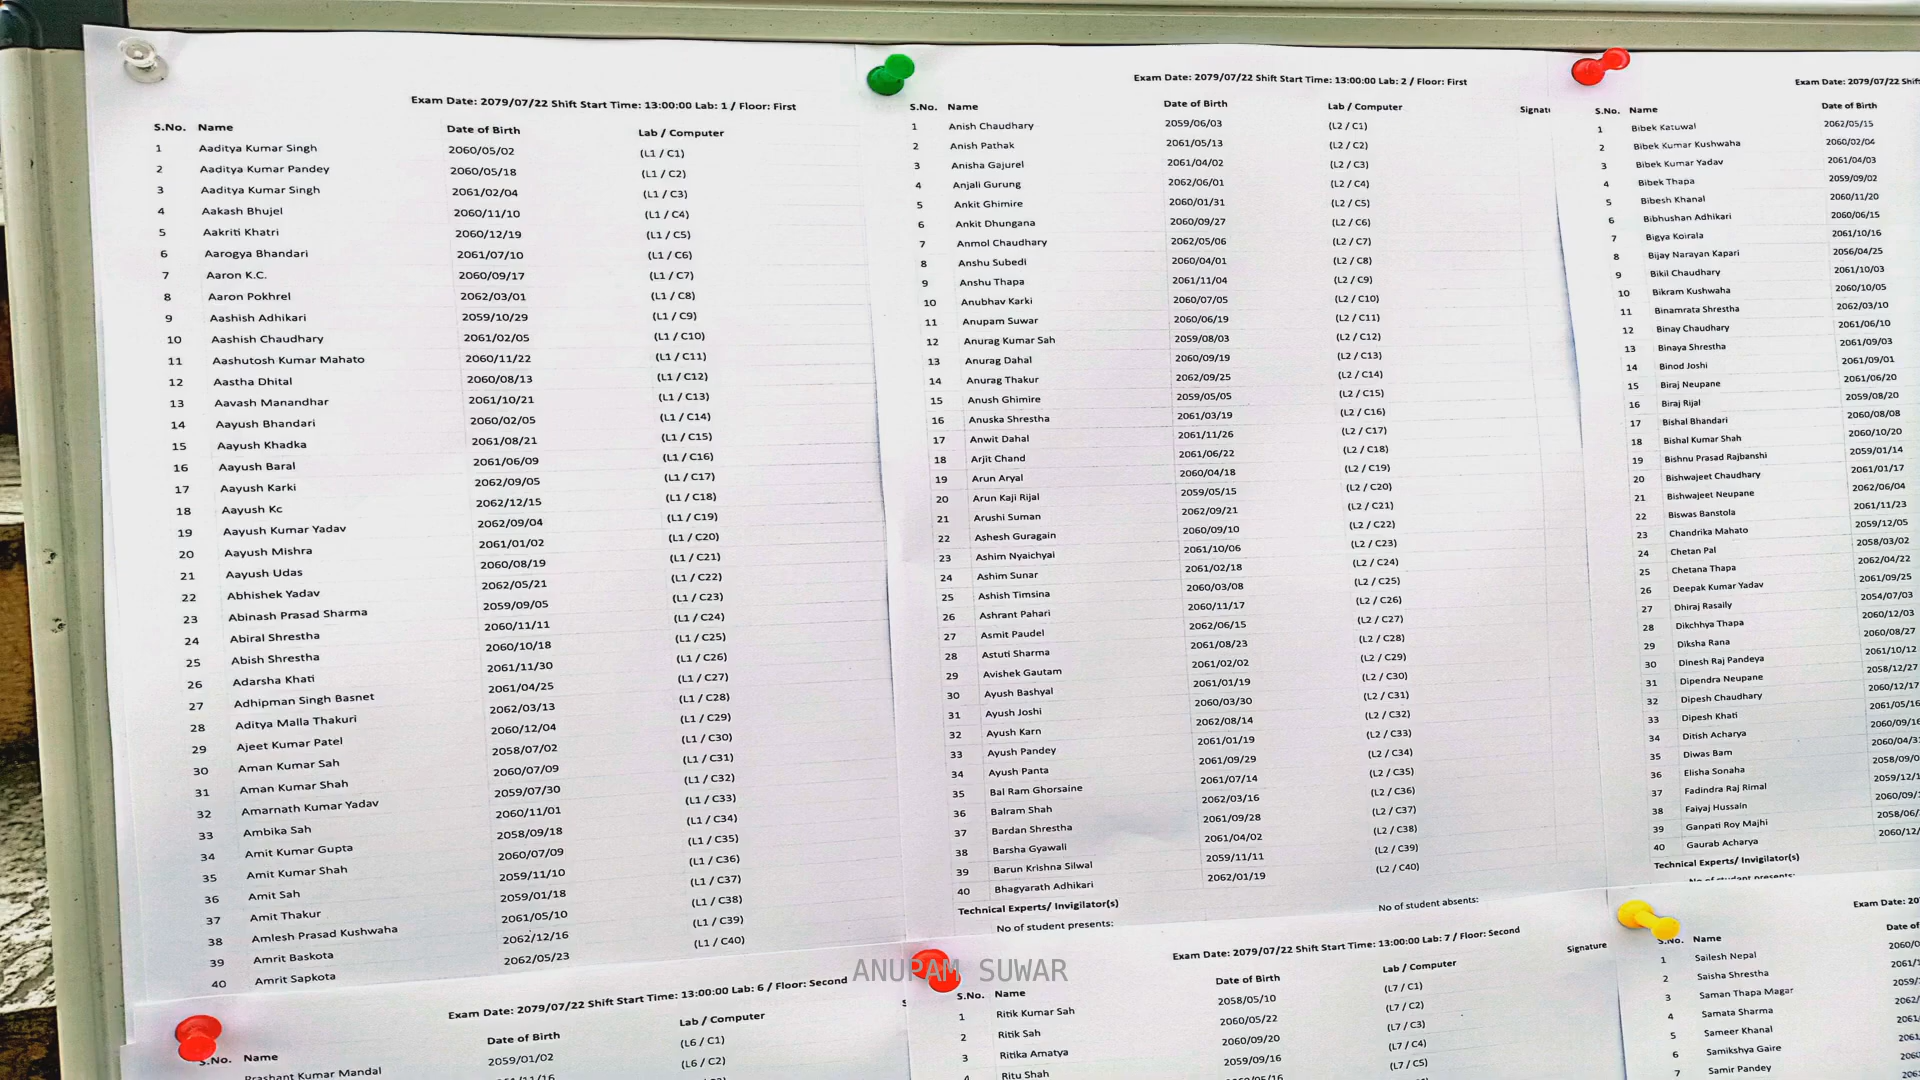 Exam Date: 2079/07/22 Shift Start Time: 13:00:00 Lab: 1 / Floor: First
S.No. Name Date of Birth Lab / Computer
1 Aaditya Kumar Singh 2060/05/02 (L1 / C1)
2 Aaditya Kumar Pandey 2060/05/18 (L1 / C2)
3 Aaditya Kumar Singh 2061/02/04 (L1 / C3)
4 Aakash Bhujel 2060/11/10 (L1 / C4)
5 Aakriti Khatri 2060/12/19 (L1 / C5)
6 Aarogya Bhandari 2061/07/10 (L1 / C6)
7 Aaron K.C. 2060/09/17 (L1 / C7)
8 Aaron Pokhrel 2062/03/01 (L1 / C8)
9 Aashish Adhikari 2059/10/29 (L1 / C9)
10 Aashish Chaudhary 2061/02/05 (L1 / C10)
11 Aashutosh Kumar Mahato 2060/11/22 (L1 / C11)
12 Aastha Dhital 2060/08/13 (L1 / C12)
13 Aavash Manandhar 2061/10/21 (L1 / C13)
14 Aayush Bhandari 2060/02/05 (L1 / C14)
15 Aayush Khadka 2061/08/21 (L1 / C15)
16 Aayush Baral 2061/06/09 (L1 / C16)
17 Aayush Karki 2062/09/05 (L1 / C17)
18 Aayush Kc 2062/12/15 (L1 / C18)
19 Aayush Kumar Yadav 2062/09/04 (L1 / C19)
20 Aayush Mishra 2061/01/02 (L1 / C20)
21 Aayush Udas 2060/08/19 (L1 / C21)
22 Abhishek Yadav 2062/05/21 (L1 / C22)
23 Abinash Prasad Sharma 2059/09/05 (L1 / C23)
24 Abiral Shrestha 2060/11/11 (L1 / C24)
25 Abish Shrestha 2060/10/18 (L1 / C25)
26 Adarsha Khati 2061/11/30 (L1 / C26)
27 Adhipman Singh Basnet 2061/04/25 (L1 / C27)
28 Aditya Malla Thakuri 2062/03/13 (L1 / C28)
29 Ajeet Kumar Patel 2060/12/04 (L1 / C29)
30 Aman Kumar Sah 2058/07/02 (L1 / C30)
31 Aman Kumar Shah 2060/07/09 (L1 / C31)
32 Amarnath Kumar Yadav 2059/07/30 (L1 / C32)
33 Ambika Sah 2060/11/01 (L1 / C33)
34 Amit Kumar Gupta 2058/09/18 (L1 / C34)
35 Amit Kumar Shah 2060/07/09 (L1 / C35)
36 Amit Sah 2059/11/10 (L1 / C36)
37 Amit Thakur 2059/01/18 (L1 / C37)
38 Amlesh Prasad Kushwaha 2061/05/10 (L1 / C38)
39 Amrit Baskota 2062/12/16 (L1 / C39)
40 Amrit Sapkota 2062/05/23 (L1 / C40)
Exam Date: 2079/07/22 Shift Start Time: 13:00:00 Lab: 2 / Floor: First
S.No. Name Date of Birth Lab / Computer Signatu
1 Anish Chaudhary 2059/06/03 (L2 / C1)
2 Anish Pathak 2061/05/13 (L2 / C2)
3 Anisha Gajurel 2061/04/02 (L2 / C3)
4 Anjali Gurung 2062/06/01 (L2 / C4)
5 Ankit Ghimire 2060/01/31 (L2 / C5)
6 Ankit Dhungana 2060/09/27 (L2 / C6)
7 Anmol Chaudhary 2062/05/06 (L2 / C7)
8 Anshu Subedi 2060/04/01 (L2 / C8)
9 Anshu Thapa 2061/11/04 (L2 / C9)
10 Anubhav Karki 2060/07/05 (L2 / C10)
11 Anupam Suwar 2060/06/19 (L2 / C11)
12 Anurag Kumar Sah 2059/08/03 (L2 / C12)
13 Anurag Dahal 2060/09/19 (L2 / C13)
14 Anurag Thakur 2062/09/25 (L2 / C14)
15 Anush Ghimire 2059/05/05 (L2 / C15)
16 Anuska Shrestha 2061/03/19 (L2 / C16)
17 Anwit Dahal 2061/11/26 (L2 / C17)
18 Arjit Chand 2061/06/22 (L2 / C18)
19 Arun Aryal 2060/04/18 (L2 / C19)
20 Arun Kaji Rijal 2059/05/15 (L2 / C20)
21 Arushi Suman 2062/09/21 (L2 / C21)
22 Ashesh Guragain 2060/09/10 (L2 / C22)
23 Ashim Nyaichyai 2061/10/06 (L2 / C23)
24 Ashim Sunar 2061/02/18 (L2 / C24)
25 Ashish Timsina 2060/03/08 (L2 / C25)
26 Ashrant Pahari 2060/11/17 (L2 / C26)
27 Asmit Paudel 2062/06/15 (L2 / C27)
28 Astuti Sharma 2061/08/23 (L2 / C28)
29 Avishek Gautam 2061/02/02 (L2 / C29)
30 Ayush Bashyal 2061/01/19 (L2 / C30)
31 Ayush Joshi 2060/03/30 (L2 / C31)
32 Ayush Karn 2062/08/14 (L2 / C32)
33 Ayush Pandey 2061/01/19 (L2 / C33)
34 Ayush Panta 2061/09/29 (L2 / C34)
35 Bal Ram Ghorsaine 2061/07/14 (L2 / C35)
36 Balram Shah 2062/03/16 (L2 / C36)
37 Bardan Shrestha 2061/09/28 (L2 / C37)
38 Barsha Gyawali 2061/04/02 (L2 / C38)
39 Barun Krishna Silwal 2059/11/11 (L2 / C39)
40 Bhagyarath Adhikari 2062/01/19 (L2 / C40)
Technical Experts/ Invigilator(s)
No of student presents: No of student absents:
Exam Date: 2079/07/22 Shift
S.No. Name Date of Birth
1 Bibek Katuwal 2062/05/15
2 Bibek Kumar Kushwaha 2060/02/04
3 Bibek Kumar Yadav 2061/04/03
4 Bibek Thapa 2059/09/02
5 Bibesh Khanal 2060/11/20
6 Bibhushan Adhikari 2060/06/15
7 Bigya Koirala 2061/10/16
8 Bijay Narayan Kapari 2056/04/25
9 Bikil Chaudhary 2061/10/03
10 Bikram Kushwaha 2060/10/05
11 Binamrata Shrestha 2062/03/10
12 Binay Chaudhary 2061/06/10
13 Binaya Shrestha 2061/09/03
14 Binod Joshi 2061/09/01
15 Biraj Neupane 2061/06/20
16 Biraj Rijal 2059/08/20
17 Bishal Bhandari 2060/08/08
18 Bishal Kumar Shah 2060/10/20
19 Bishnu Prasad Rajbanshi 2059/01/14
20 Bishwajeet Chaudhary 2061/01/17
21 Bishwajeet Neupane 2062/06/04
22 Biswas Banstola 2061/11/23
23 Chandrika Mahato 2059/12/05
24 Chetan Pal 2058/03/02
25 Chetana Thapa 2062/04/22
26 Deepak Kumar Yadav 2061/09/25
27 Dhiraj Rasaily 2054/07/03
28 Dikchhya Thapa 2060/12/03
29 Diksha Rana 2060/08/27
30 Dinesh Raj Pandeya 2061/10/12
31 Dipendra Neupane 2058/12/27
32 Dipesh Chaudhary 2060/12/17
33 Dipesh Khati 2061/05/16
34 Ditish Acharya 2060/09/16
35 Diwas Bam 2060/04/3
36 Elisha Sonaha 2058/09/0
37 Fadindra Raj Rimal 2059/12/1
38 Faiyaj Hussain 2060/09/
39 Ganpati Roy Majhi 2058/06/
40 Gaurab Acharya 2060/12/
Technical Experts/ Invigilator(s)
No of student presents:
Exam Date: 2079/07/22 Shift Start Time: 13:00:00 Lab: 6 / Floor: Second
S.No. Name Date of Birth Lab / Computer S
Prashant Kumar Mandal 2059/01/02 (L6 / C1)
(L6 / C2)
Exam Date: 2079/07/22 Shift Start Time: 13:00:00 Lab: 7 / Floor: Second
S.No. Name Date of Birth Lab / Computer Signature
1 Ritik Kumar Sah 2058/05/10 (L7 / C1)
2 Ritik Sah 2060/05/22 (L7 / C2)
3 Ritika Amatya 2060/09/20 (L7 / C3)
4 Ritu Shah 2059/09/16 (L7 / C4)
(L7 / C5)
Exam Date: 20
S.No. Name Date of
1 Sailesh Nepal 2060/0
2 Saisha Shrestha 2061/1
3 Saman Thapa Magar 2059/
4 Samata Sharma 2062/
5 Sameer Khanal 2061
6 Samikshya Gaire 2060
7 Samir Pandey 206
ANUPAM SUWAR